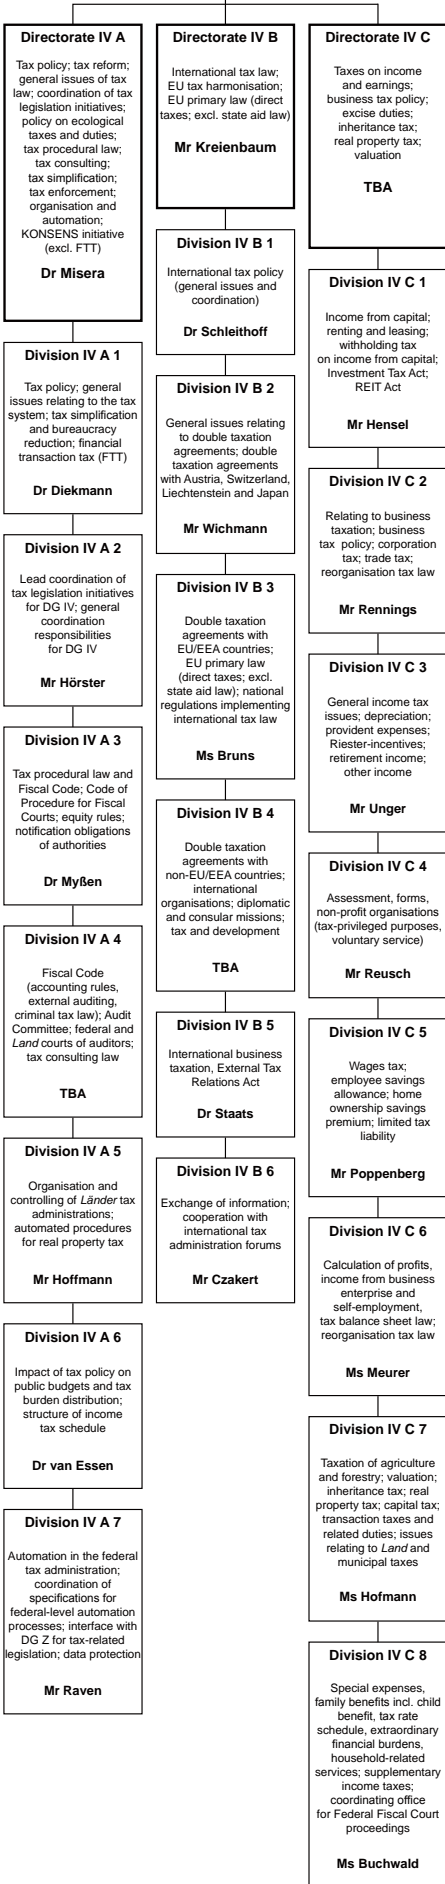 Directorate IV A
Tax policy; tax reform;
general issues of tax
law; coordination of tax
legislation initiatives;
policy on ecological
taxes and duties;
tax procedural law;
tax consulting;
tax simplification;
tax enforcement;
organisation and
automation;
KONSENS initiative
(excl. FTT)
Dr Misera
Division IV A 1
Tax policy; general
issues relating to the tax
system; tax simplification
and bureaucracy
reduction; financial
transaction tax (FTT)
Dr Diekmann
Division IV A 2
Lead coordination of
tax legislation initiatives
for DG IV; general
coordination
responsibilities
for DG IV
Mr Hörster
Division IV A 3
Tax procedural law and
Fiscal Code; Code of
Procedure for Fiscal
Courts; equity rules;
notification obligations
of authorities
Dr Myßen
Division IV A 4
Fiscal Code
(accounting rules,
external auditing,
criminal tax law); Audit
Committee; federal and
Land courts of auditors;
tax consulting law
TBA
Division IV A 5
Organisation and
controlling of Länder tax
administrations;
automated procedures
for real property tax
Mr Hoffmann
Division IV A 6
Impact of tax policy on
public budgets and tax
burden distribution;
structure of income
tax schedule
Dr van Essen
Division IV A 7
Automation in the federal
tax administration;
coordination of
specifications for
federal-level automation
processes; interface with
DG Z for tax-related
legislation; data protection
Mr Raven
Directorate IV B
International tax law;
EU tax harmonisation;
EU primary law (direct
taxes; excl. state aid law)
Mr Kreienbaum
Division IV B 1
International tax policy
(general issues and
coordination)
Dr Schleithoff
Division IV B 2
General issues relating
to double taxation
agreements; double
taxation agreements
with Austria, Switzerland,
Liechtenstein and Japan
Mr Wichmann
Division IV B 3
Double taxation
agreements with
EU/EEA countries;
EU primary law
(direct taxes; excl.
state aid law); national
regulations implementing
international tax law
Ms Bruns
Division IV B 4
Double taxation
agreements with
non-EU/EEA countries;
international
organisations; diplomatic
and consular missions;
tax and development
TBA
Division IV B 5
International business
taxation, External Tax
Relations Act
Dr Staats
Division IV B 6
Exchange of information;
cooperation with
international tax
administration forums
Mr Czakert
Directorate IV C
Taxes on income
and earnings;
business tax policy;
excise duties;
inheritance tax;
real property tax;
valuation
TBA
Division IV C 1
Income from capital;
renting and leasing;
withholding tax
on income from capital;
Investment Tax Act;
REIT Act
Mr Hensel
Division IV C 2
Relating to business
taxation; business
tax policy; corporation
tax; trade tax;
reorganisation tax law
Mr Rennings
Division IV C 3
General income tax
issues; depreciation;
provident expenses;
Riester-incentives;
retirement income;
other income
Mr Unger
Division IV C 4
Assessment, forms,
non-profit organisations
(tax-privileged purposes,
voluntary service)
Mr Reusch
Division IV C 5
Wages tax;
employee savings
allowance; home
ownership savings
premium; limited tax
liability
Mr Poppenberg
Division IV C 6
Calculation of profits,
income from business
enterprise and
self-employment,
tax balance sheet law;
reorganisation tax law
Ms Meurer
Division IV C 7
Taxation of agriculture
and forestry; valuation;
inheritance tax; real
property tax; capital tax;
transaction taxes and
related duties; issues
relating to Land and
municipal taxes
Ms Hofmann
Division IV C 8
Special expenses,
family benefits incl. child
benefit, tax rate
schedule, extraordinary
financial burdens,
household-related
services; supplementary
income taxes;
coordinating office
for Federal Fiscal Court
proceedings
Ms Buchwald